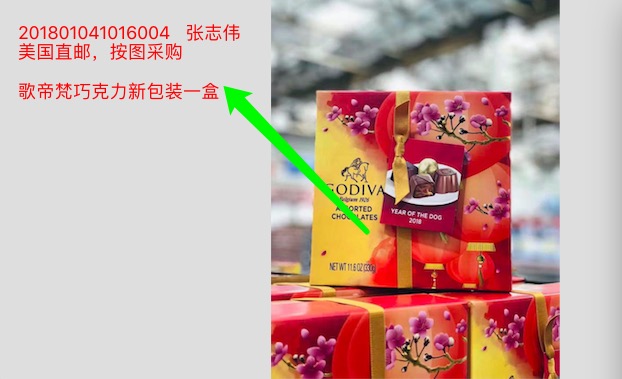 201801041016004 张志伟
美国直邮，按图采购
歌帝梵巧克力新包装一盒
GODIVA
Belgium 1926
ASSORTED
CHOCOLATES
YEAR OF THE DOG
2018
NET WT 11.6 OZ (330g)